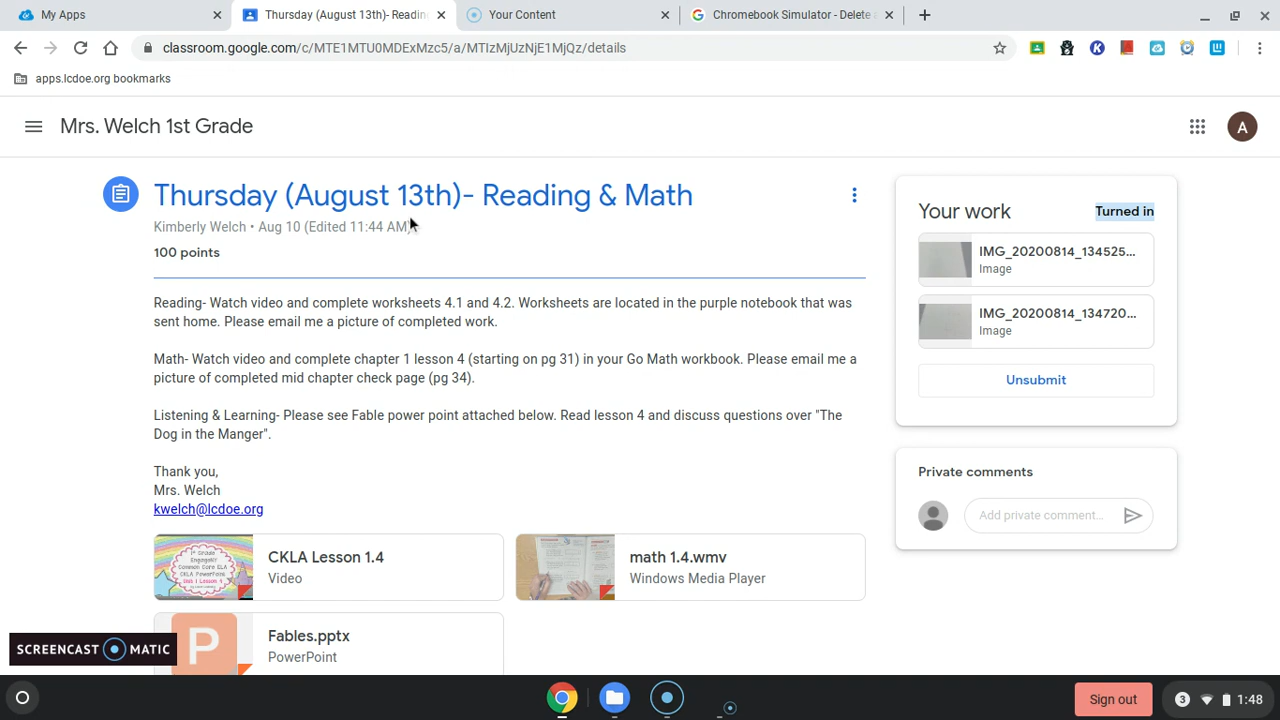 My Apps
Thursday (August 13th)- Readin
Your Content
Chromebook Simulator - Delete
classroom.google.com/c/MTE1MTU0MDExMzc5/a/MTIzMjUzNjE1MjQz/details
apps.lcdoe.org bookmarks
Mrs. Welch 1st Grade
A
Thursday (August 13th)- Reading & Math
Kimberly Welch • Aug 10 (Edited 11:44 AM)
100 points
Reading- Watch video and complete worksheets 4.1 and 4.2. Worksheets are located in the purple notebook that was
sent home. Please email me a picture of completed work.
Math- Watch video and complete chapter 1 lesson 4 (starting on pg 31) in your Go Math workbook. Please email me a
picture of completed mid chapter check page (pg 34).
Listening & Learning- Please see Fable power point attached below. Read lesson 4 and discuss questions over "The
Dog in the Manger".
Thank you,
Mrs. Welch
kwelch@lcdoe.org
CKLA Lesson 1.4
Video
math 1.4.wmv
Windows Media Player
Fables.pptx
PowerPoint
Your work
Turned in
IMG_20200814_134525...
Image
IMG_20200814_134720...
Image
Unsubmit
Private comments
Add private comment...
SCREENCAST MATIC
Sign out
3
1:48